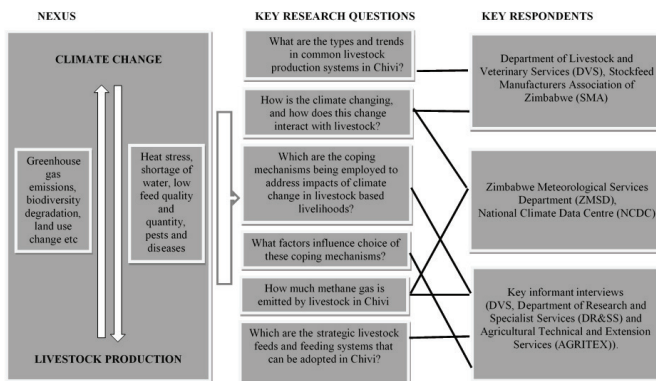 NEXUS
CLIMATE CHANGE
Greenhouse
gas
emissions,
biodiversity
degradation,
land use
change etc
Heat stress,
shortage of
water, low
feed quality
and
quantity,
pests and
diseases
LIVESTOCK PRODUCTION
KEY RESEARCH QUESTIONS
What are the types and trends
in common livestock
production systems in Chivi?
How is the climate changing,
and how does this change
interact with livestock?
Which are the coping
mechanisms being employed to
address impacts of climate
change in livestock based
livelihoods?
What factors influence choice of
these coping mechanisms?
How much methane gas is
emitted by livestock in Chivi
Which are the strategic livestock
feeds and feeding systems that
can be adopted in Chivi?
KEY RESPONDENTS
Department of Livestock and
Veterinary Services (DVS), Stockfeed
Manufacturers Association of
Zimbabwe (SMA)
Zimbabwe Meteorological Services
Department (ZMSD),
National Climate Data Centre (NCDC)
Key informant interviews
(DVS, Department of Research and
Specialist Services (DR&SS) and
Agricultural Technical and Extension
Services (AGRITEX)).